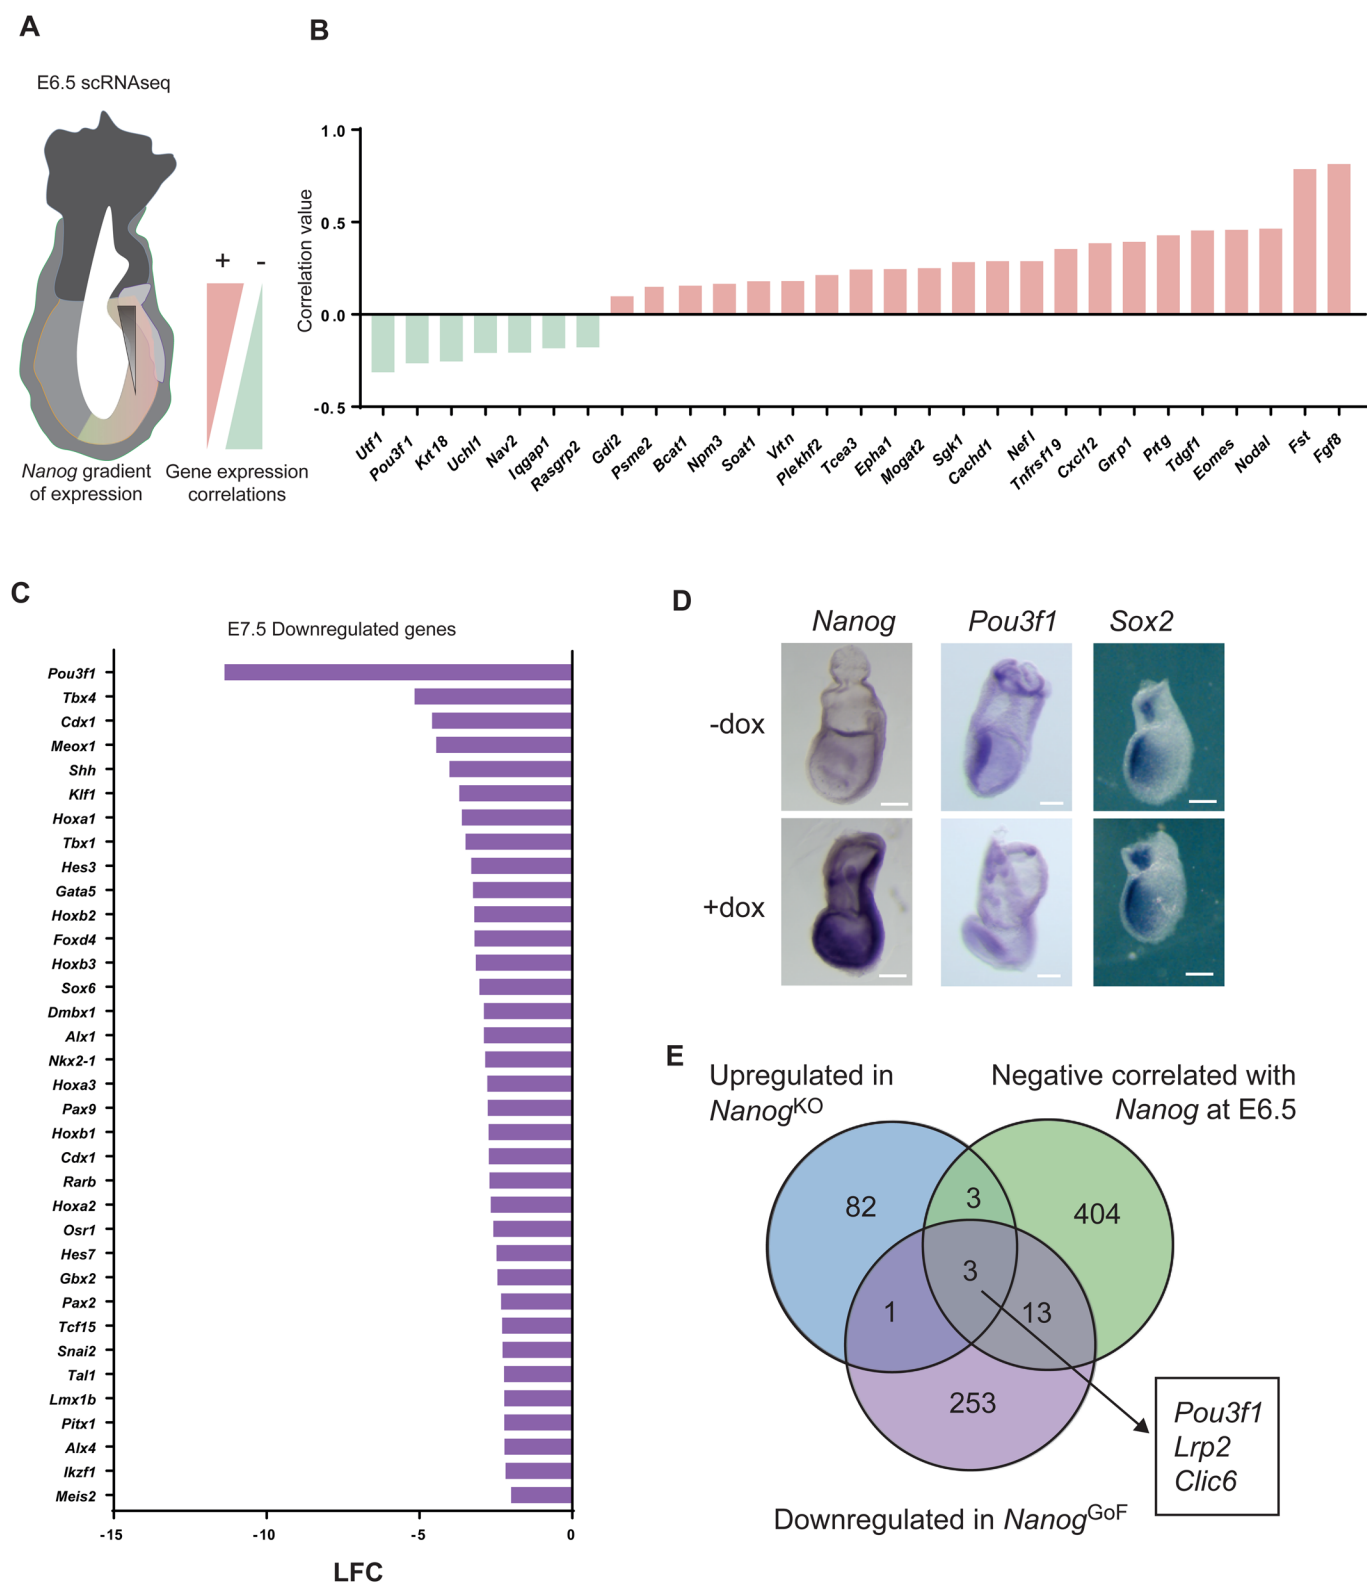 A
E6.5 scRNAseq
+
-
Nanog gradient
of expression
Gene expression
correlations
B
Correlation value
1.0
0.5
0.0
-0.5
Utf1
Pou3f1
Krt18
Uchl1
Nav2
Iqgap1
Rasgrp2
Gdi2
Psme2
Bcat1
Npm3
Soat1
Vrtn
Plekhf2
Tcea3
Epha1
Mogat2
Sgk1
Cachd1
Nefl
Tnfrsf19
Cxcl12
Grrp1
Prtg
Tdgf1
Eomes
Nodal
Fst
Fgf8
C
E7.5 Downregulated genes
Pou3f1
Tbx4
Cdx1
Meox1
Shh
Klf1
Hoxa1
Tbx1
Hes3
Gata5
Hoxb2
Foxd4
Hoxb3
Sox6
Dmbx1
Alx1
Nkx2-1
Hoxa3
Pax9
Hoxb1
Cdx1
Rarb
Hoxa2
Osr1
Hes7
Gbx2
Pax2
Tcf15
Snai2
Tal1
Lmx1b
Pitx1
Alx4
Ikzf1
Meis2
-15
-10
-5
0
LFC
D
Nanog
Pou3f1
Sox2
-dox
+dox
E
Upregulated in
NanogKO
Negative correlated with
Nanog at E6.5
82
3
404
3
1
13
253
Pou3f1
Lrp2
Clic6
Downregulated in NanogGoF